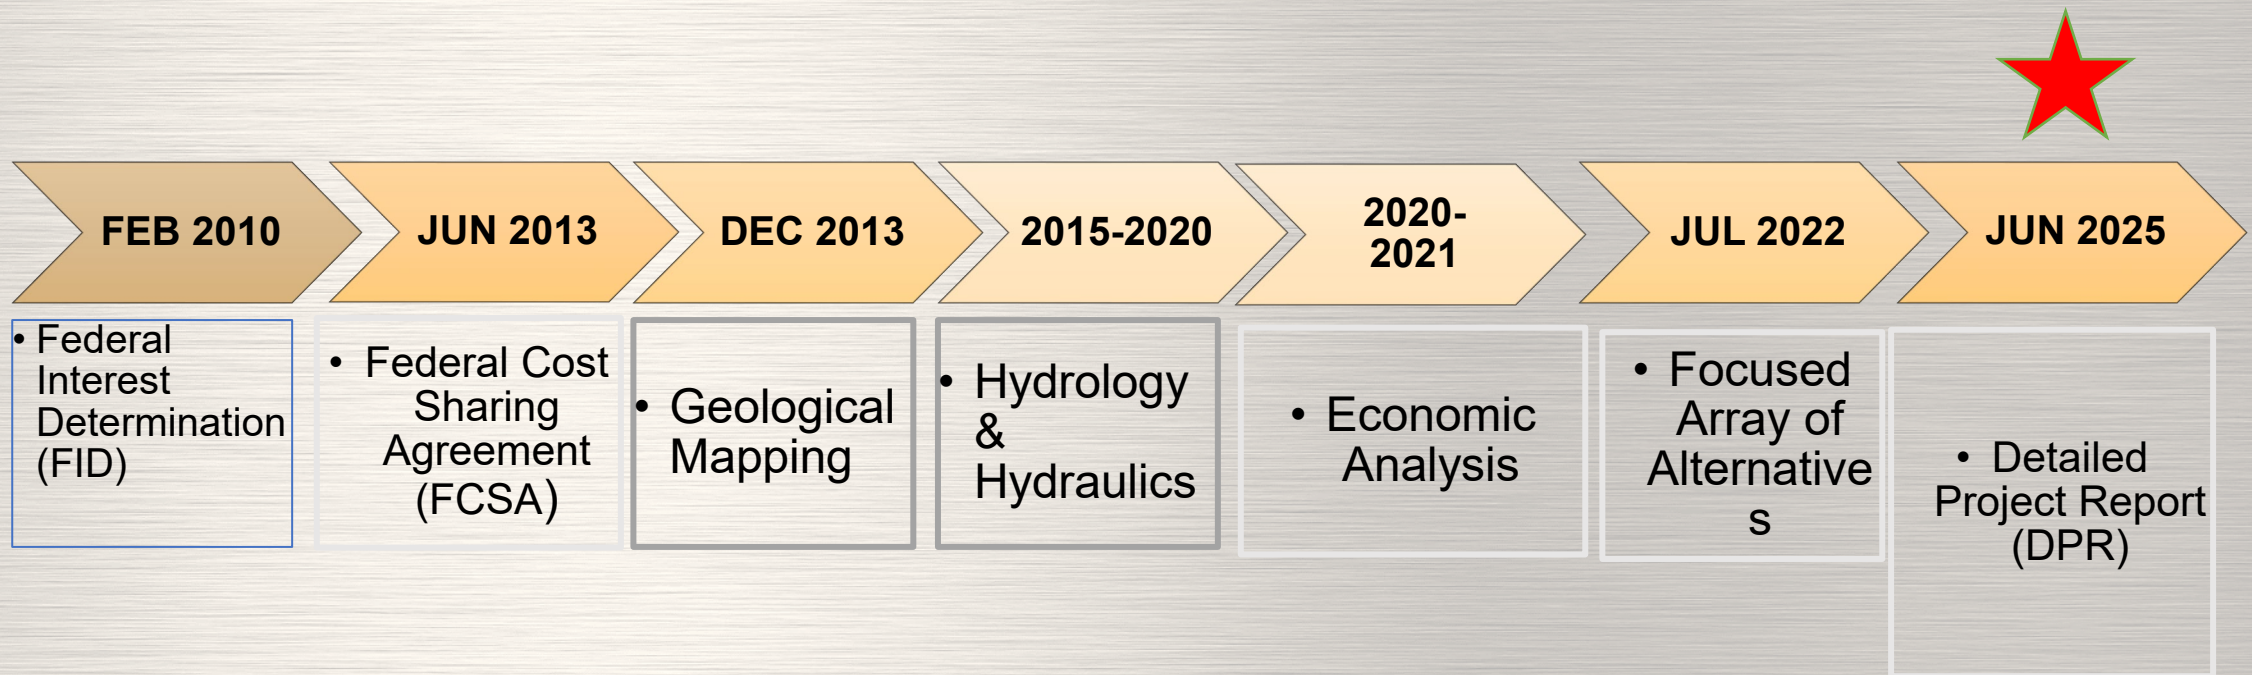 FEB 2010
JUN 2013
DEC 2013
2015-2020
2020-
2021
JUL 2022
JUN 2025
• Federal
Interest
Determination
(FID)
• Federal Cost
Sharing
Agreement
(FCSA)
• Geological
Mapping
• Hydrology
&
Hydraulics
• Economic
Analysis
• Focused
Array of
Alternative
s
• Detailed
Project Report
(DPR)